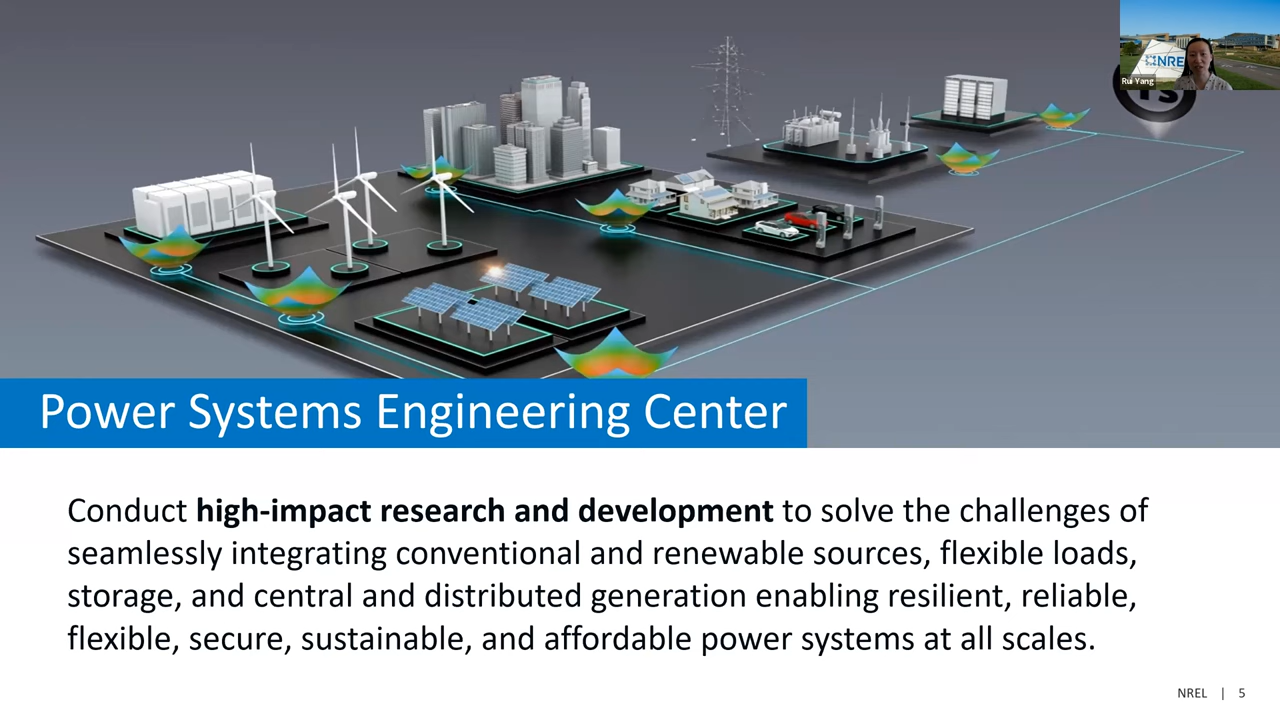 NREL
Rui Yang
Power Systems Engineering Center
Conduct high-impact research and development to solve the challenges of
seamlessly integrating conventional and renewable sources, flexible loads,
storage, and central and distributed generation enabling resilient, reliable,
flexible, secure, sustainable, and affordable power systems at all scales.
NREL | 5